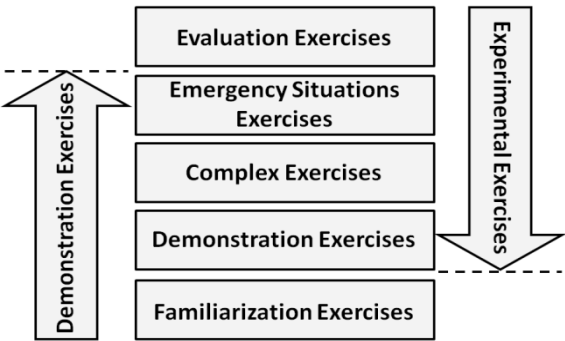 Evaluation Exercises
Emergency Situations
Exercises
Complex Exercises
Demonstration Exercises
Familiarization Exercises
Demonstration Exercises
Experimental Exercises